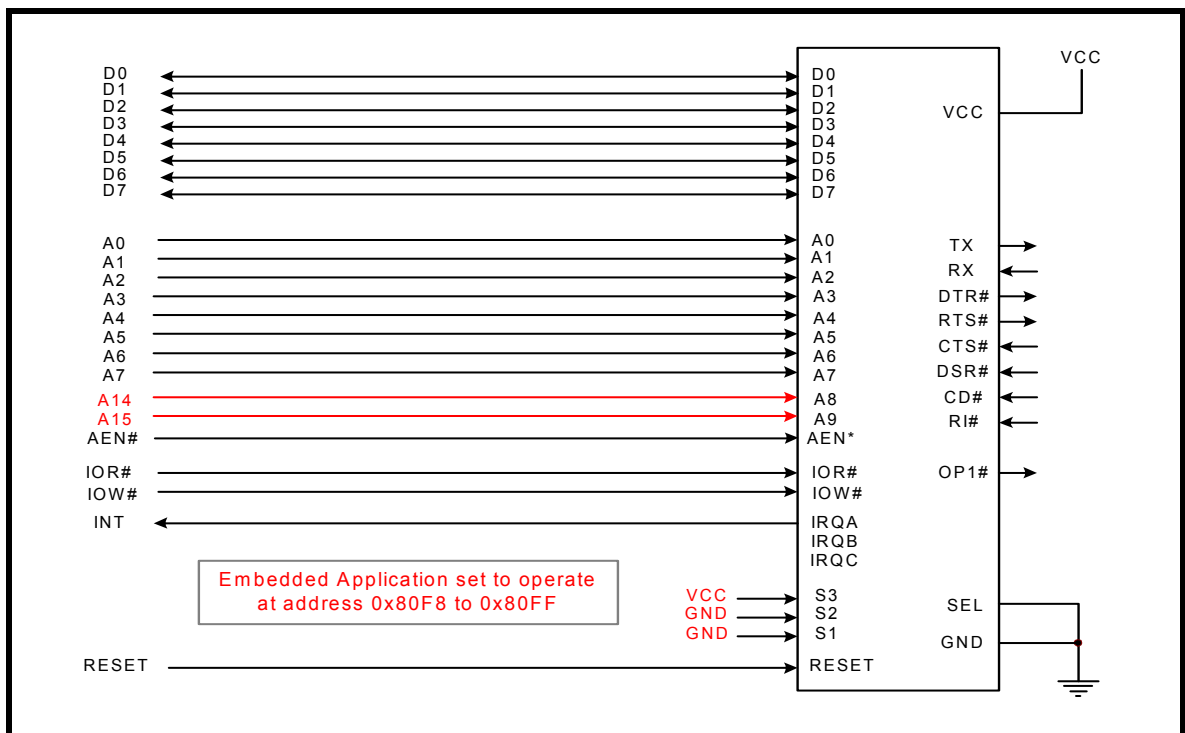 D0
D1
D2
D3
D4
D5
D6
D7
A0
A1
A2
A3
A4
A5
A6
A7
A14
A15
AEN#
IOR#
IOW#
INT
RESET
Embedded Application set to operate
at address 0x80F8 to 0x80FF
VCC
GND
GND
D0
D1
D2
D3
D4
D5
D6
D7
A0
A1
A2
A3
A4
A5
A6
A7
A8
A9
AEN*
IOR#
IOW#
IRQA
IRQB
IRQC
S3
S2
S1
RESET
VCC
TX
RX
DTR#
RTS#
CTS#
DSR#
CD#
RI#
OP1#
SEL
GND
VCC